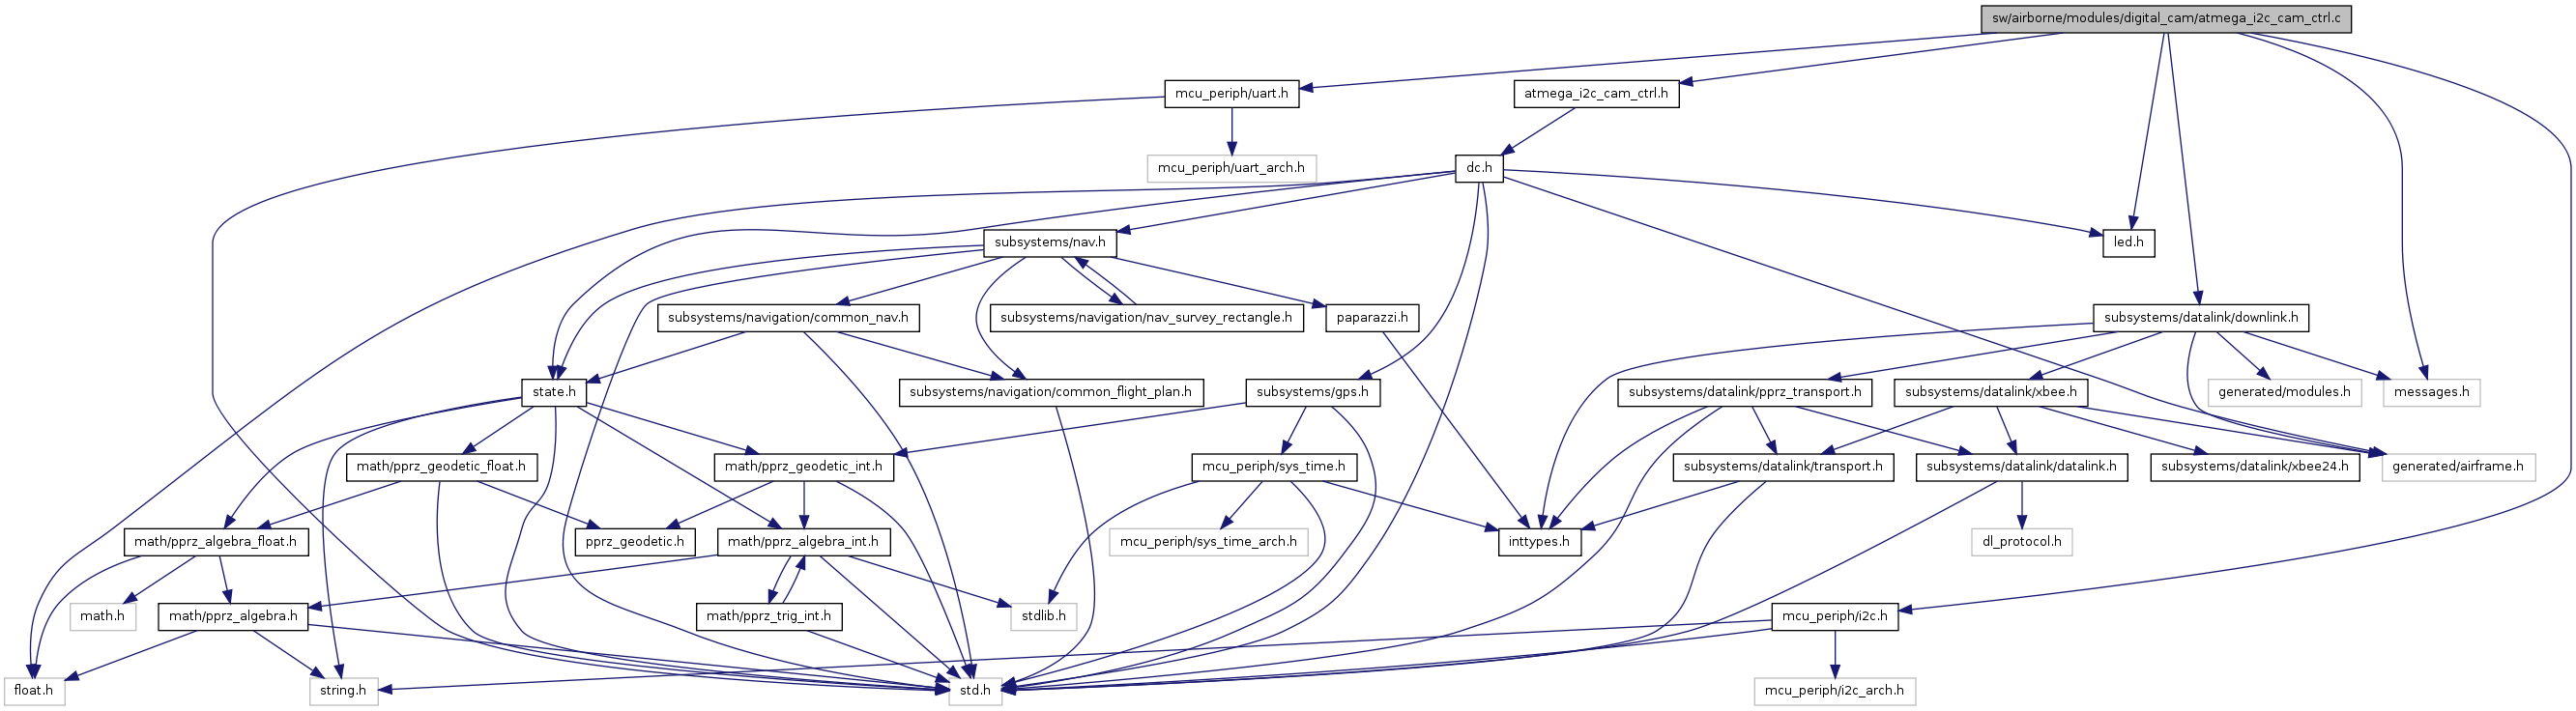 sw/airborne/modules/digital_cam/atmega_i2c_cam_ctrl.c
mcu_periph/uart.h
atmega_i2c_cam_ctrl.h
mcu_periph/uart_arch.h
dc.h
subsystems/nav.h
led.h
subsystems/navigation/common_nav.h
subsystems/navigation/nav_survey_rectangle.h
paparazzi.h
subsystems/datalink/downlink.h
state.h
subsystems/navigation/common_flight_plan.h
subsystems/gps.h
subsystems/datalink/pprz_transport.h
subsystems/datalink/xbee.h
generated/modules.h
messages.h
math/pprz_geodetic_float.h
math/pprz_geodetic_int.h
mcu_periph/sys_time.h
subsystems/datalink/transport.h
subsystems/datalink/datalink.h
subsystems/datalink/xbee24.h
generated/airframe.h
math/pprz_algebra_float.h
pprz_geodetic.h
math/pprz_algebra_int.h
mcu_periph/sys_time_arch.h
inttypes.h
dl_protocol.h
math.h
math/pprz_algebra.h
math/pprz_trig_int.h
stdlib.h
mcu_periph/i2c.h
float.h
string.h
std.h
mcu_periph/i2c_arch.h